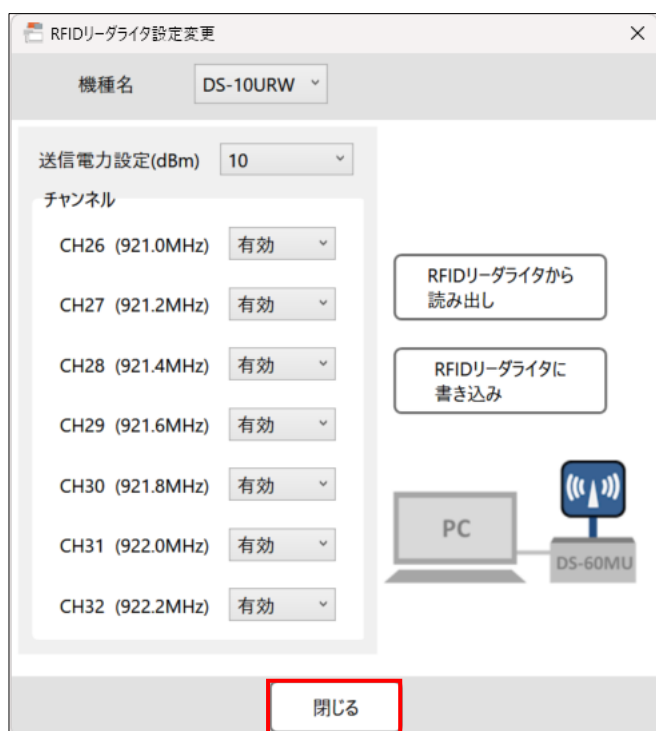 RFIDリーダライタ設定変更
機種名 DS-10URW
送信電力設定(dBm) 10
チャンネル
CH26 (921.0MHz) 有効
CH27 (921.2MHz) 有効
CH28 (921.4MHz) 有効
CH29 (921.6MHz) 有効
CH30 (921.8MHz) 有効
CH31 (922.0MHz) 有効
CH32 (922.2MHz) 有効
RFIDリーダライタから
読み出し
RFIDリーダライタに
書き込み
PC
DS-60MU
閉じる